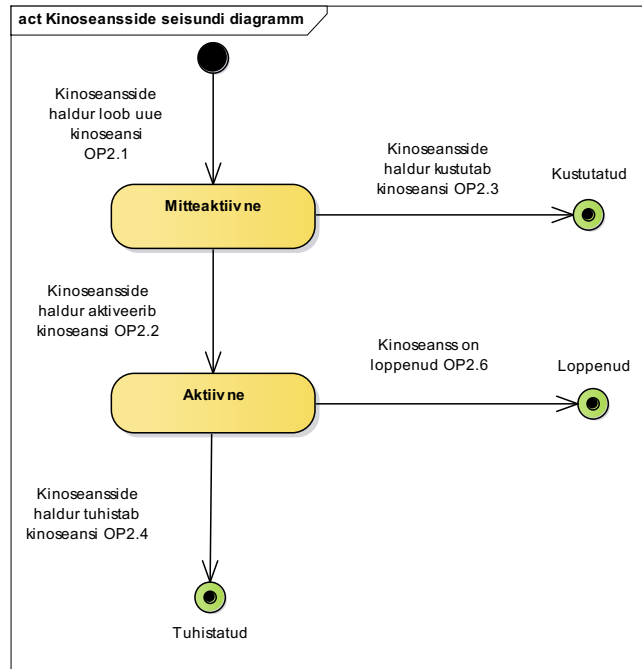 act Kinoseansside seisundi diagramm
Kinoseansside
haldur loob uue
kinoseansi
OP2.1
Kinoseansside
haldur kustutab
kinoseansi OP2.3
Kustutatud
Mitteaktiivne
Kinoseansside
haldur aktiveerib
kinoseansi OP2.2
Kinoseanss on
loppenud OP2.6
Loppenud
Aktiivne
Kinoseansside
haldur tuhistab
kinoseansi OP2.4
Tuhistatud